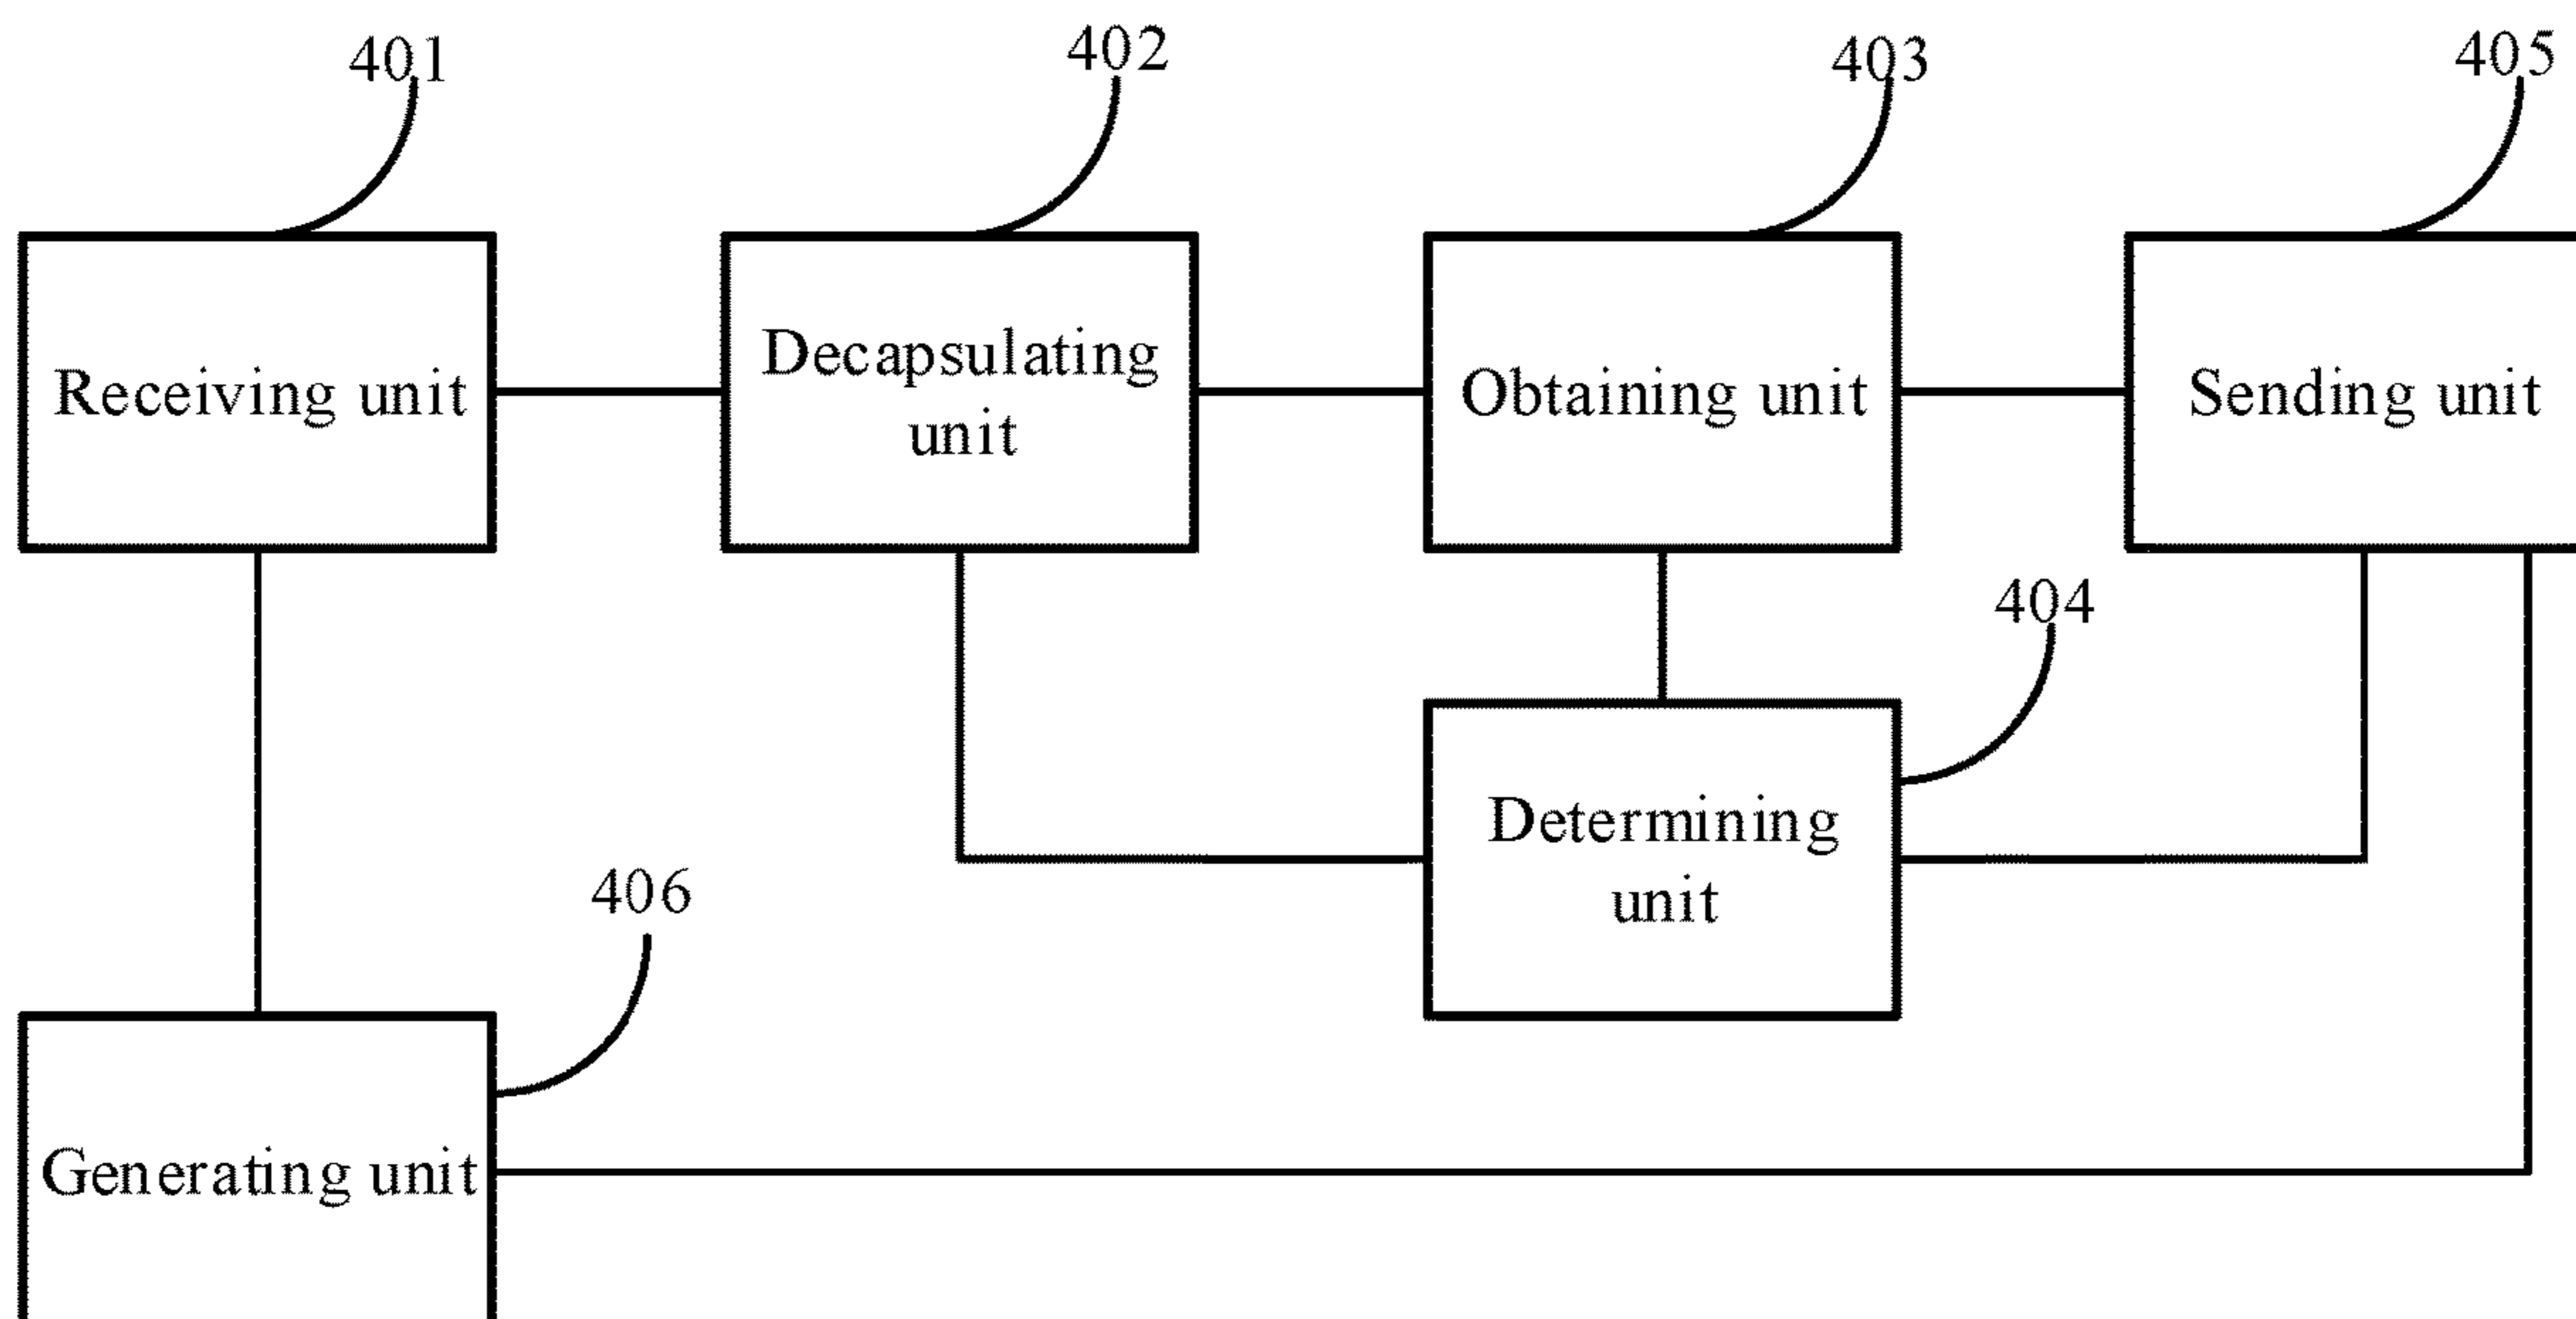 401
402
403
405
Receiving unit
Decapsulating
unit
Obtaining unit
Sending unit
404
Determining
unit
406
Generating unit